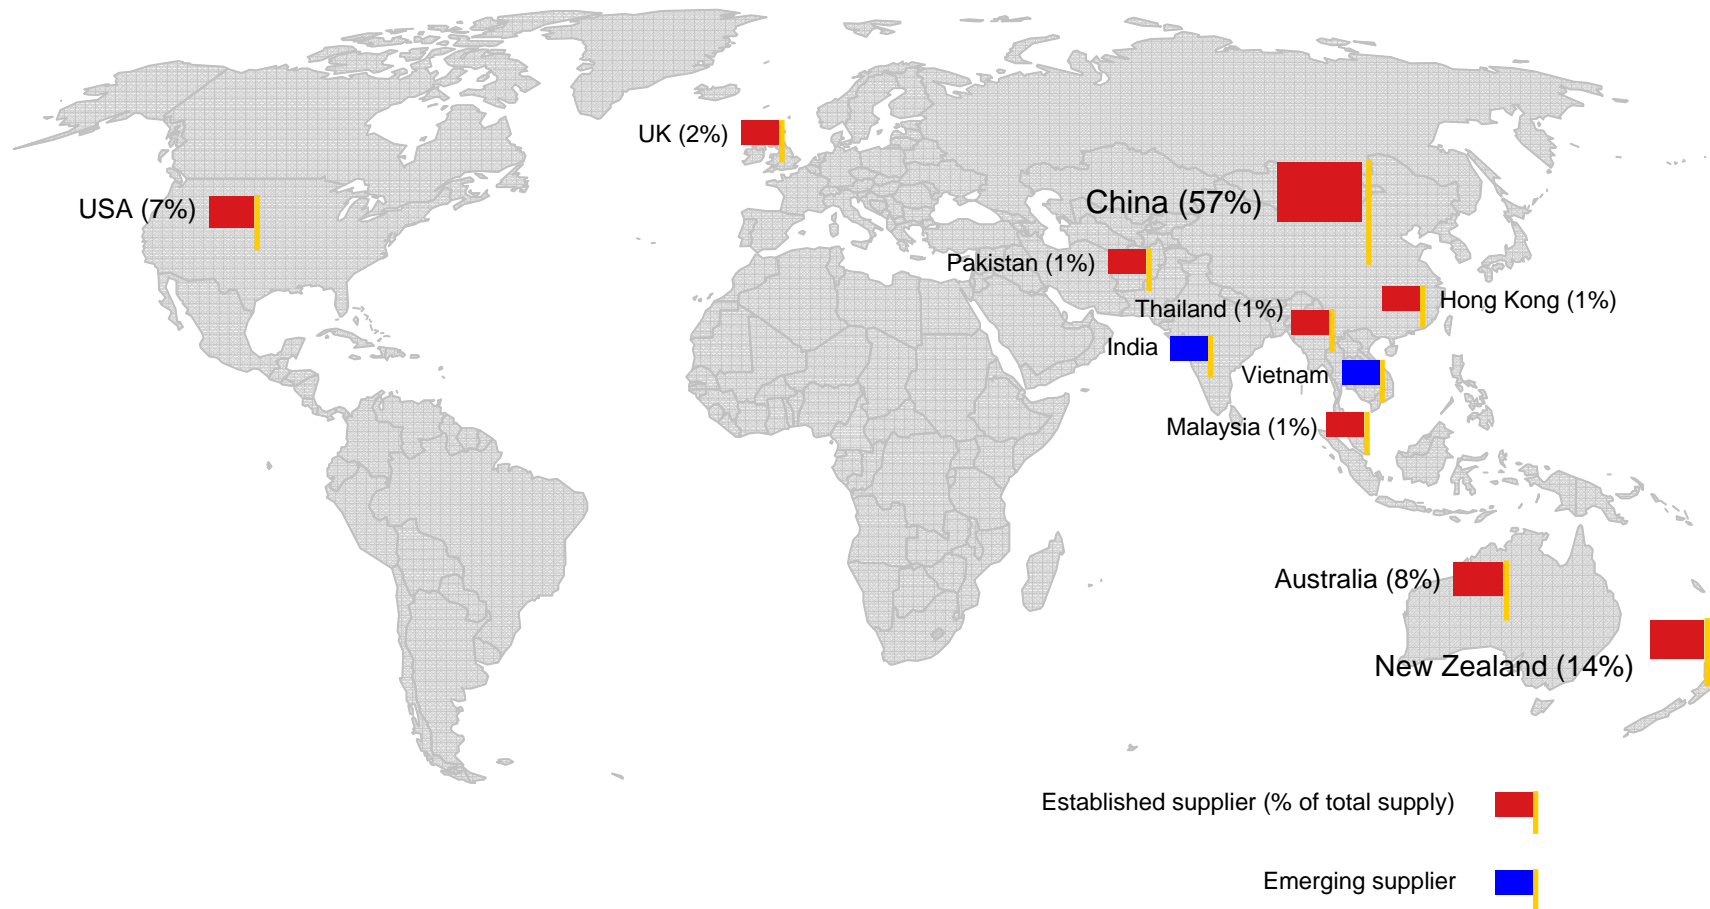 UK (2%)
USA (7%)
China (57%)
Pakistan (1%)
Hong Kong (1%)
Thailand (1%)
India
Vietnam
Malaysia (1%)
Australia (8%)
New Zealand (14%)
Established supplier (% of total supply)
Emerging supplier